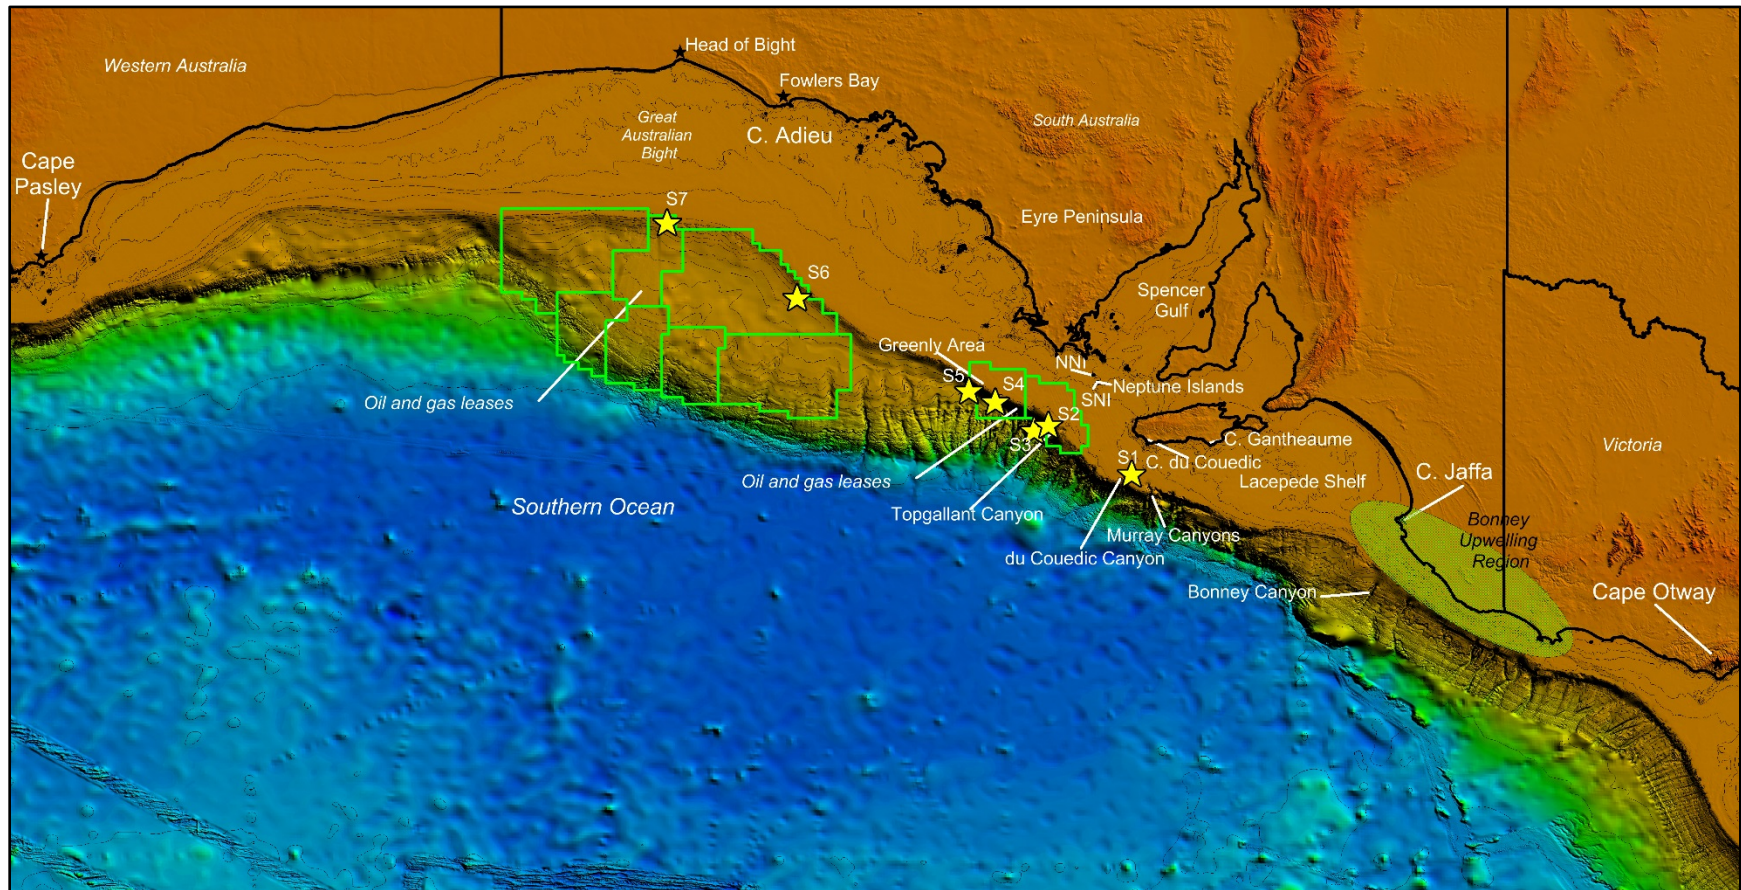 Head of Bight
Western Australia
Fowlers Bay
Great
Australian
Bight
C. Adieu
South Australia
Cape
Pasley
S7
Eyre Peninsula
S6
Spencer
Gulf
Greenly Area
NNI
Neptune Islands
S5
S4
SNI
Oil and gas leases
S2
S3
C. Gantheaume
Victoria
S1
C. du Couedic
C. Jaffa
Oil and gas leases
Lacepede Shelf
Southern Ocean
Topgallant Canyon
Bonney
Upwelling
Region
Murray Canyons
du Couedic Canyon
Bonney Canyon
Cape Otway